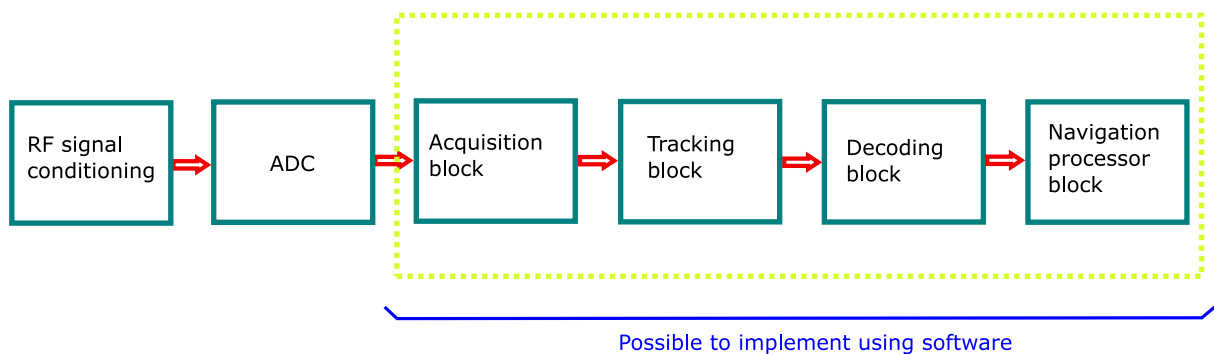 RF signal
conditioning
ADC
Acquisition
block
Tracking
block
Decoding
block
Navigation
processor
block
Possible to implement using software